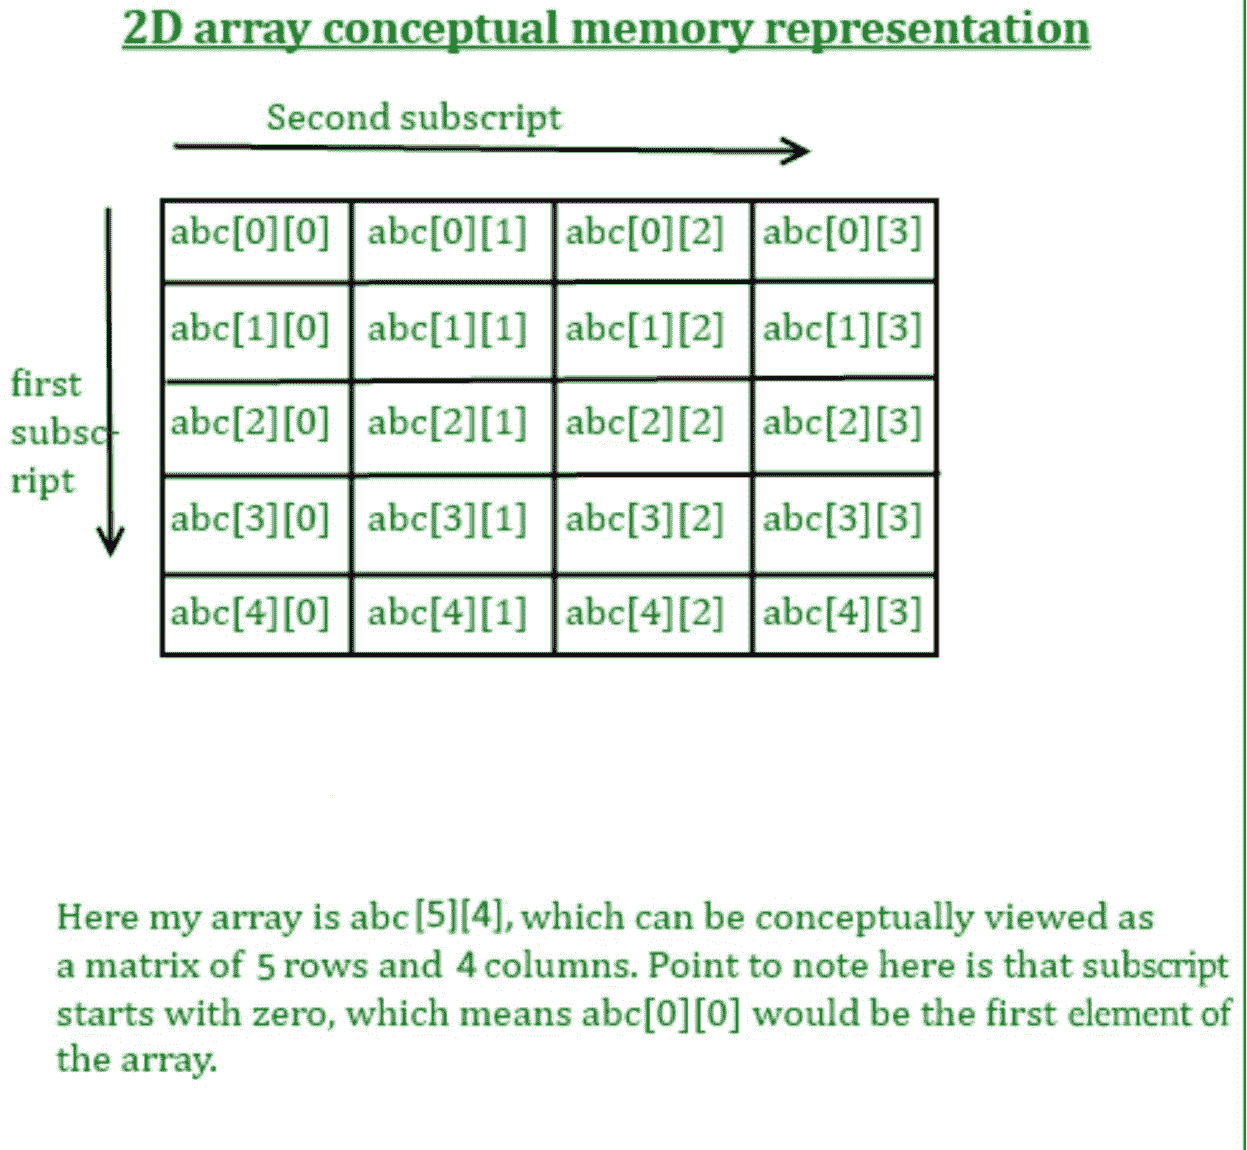 2D array conceptual memory representation
Second subscript
abc[0][0] abc[0][1] abc[0][2] abc[0][3]
abc[1][0] abc[1][1] abc[1][2] abc[1][3]
first
subsc-
ript
abc[2][0] abc[2][1] abc[2][2] abc[2][3]
abc[3][0] abc[3][1] abc[3][2] abc[3][3]
abc[4][0] abc[4][1] abc[4][2] abc[4][3]
Here my array is abc[5][4], which can be conceptually viewed as
a matrix of 5 rows and 4 columns. Point to note here is that subscript
starts with zero, which means abc[0][0] would be the first element of
the array.